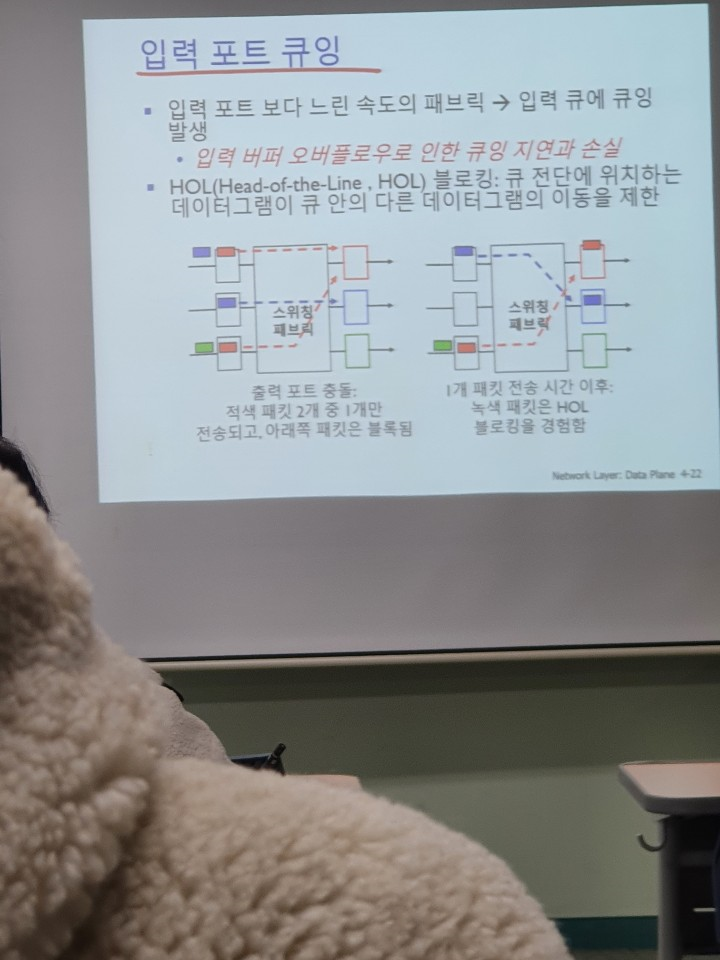 입력 포트 큐잉
입력 포트 보다 느린 속도의 패브릭 → 입력 큐에 큐잉
발생
입력 버퍼 오버플로우로 인한 큐잉 지연과 손실
HOL(Head-of-the-Line , HOL) 블로킹: 큐 전단에 위치하는
데이터그램이 큐 안의 다른 데이터그램의 이동을 제한
스위칭
패브릭
출력 포트 충돌:
적색 패킷 2개 중 1개만
전송되고, 아래쪽 패킷은 블록됨
스위칭
패브릭
1개 패킷 전송 시간 이후:
녹색 패킷은 HOL
블로킹을 경험함
Network Layer: Data Plane 4-22